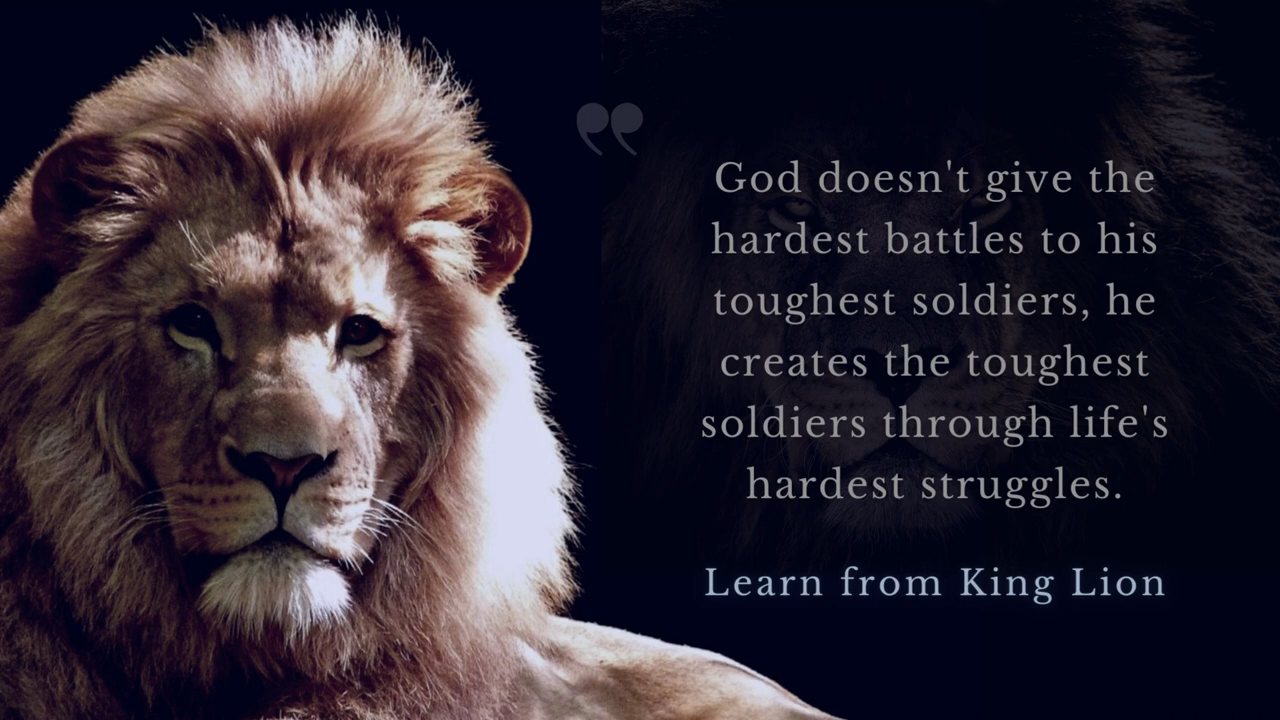 God doesn't give the
hardest battles to his
toughest soldiers, he
creates the toughest
soldiers through life's
hardest struggles.
Learn from King Lion